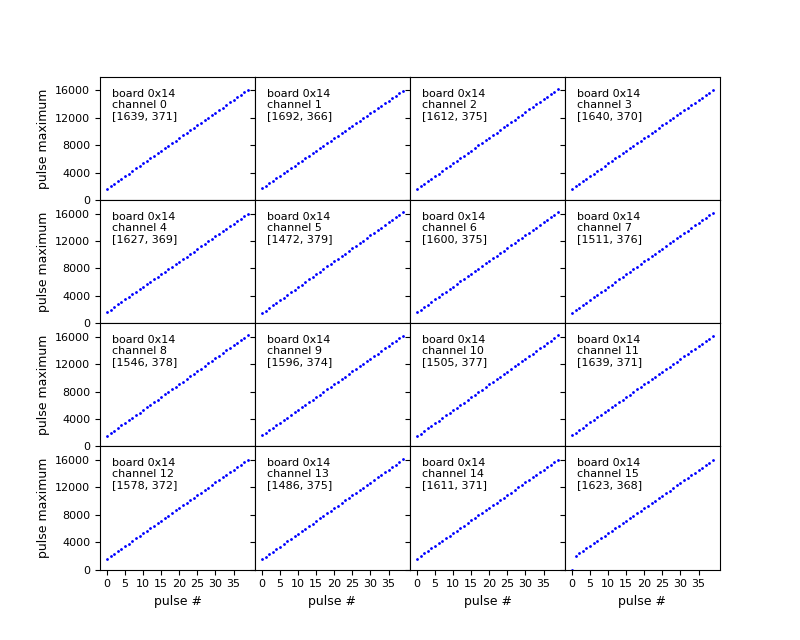 pulse maximum
16000
12000
8000
4000
0
board 0x14
channel 0
[1639, 371]
board 0x14
channel 1
[1692, 366]
board 0x14
channel 2
[1612, 375]
board 0x14
channel 3
[1640, 370]
pulse maximum
16000
12000
8000
4000
0
board 0x14
channel 4
[1627, 369]
board 0x14
channel 5
[1472, 379]
board 0x14
channel 6
[1600, 375]
board 0x14
channel 7
[1511, 376]
pulse maximum
16000
12000
8000
4000
0
board 0x14
channel 8
[1546, 378]
board 0x14
channel 9
[1596, 374]
board 0x14
channel 10
[1505, 377]
board 0x14
channel 11
[1639, 371]
pulse maximum
16000
12000
8000
4000
0
board 0x14
channel 12
[1578, 372]
board 0x14
channel 13
[1486, 375]
board 0x14
channel 14
[1611, 371]
board 0x14
channel 15
[1623, 368]
0 5 10 15 20 25 30 35
0 5 10 15 20 25 30 35
0 5 10 15 20 25 30 35
0 5 10 15 20 25 30 35
pulse #
pulse #
pulse #
pulse #